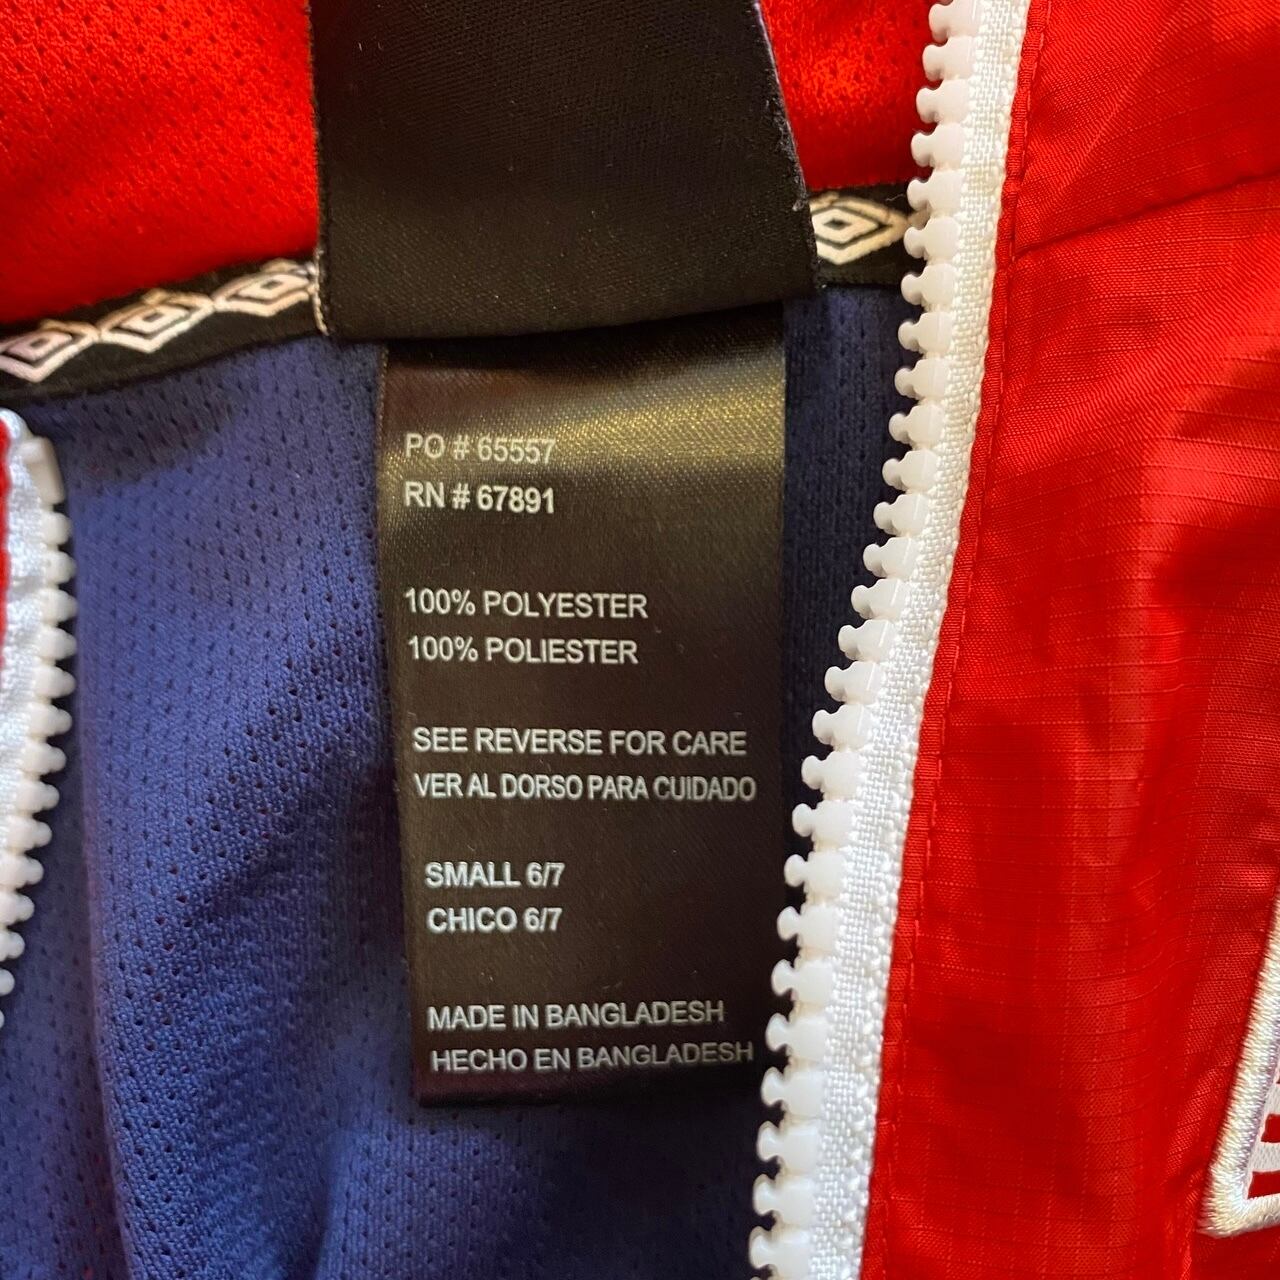 PO # 65557
RN # 67891
100% POLYESTER
100% POLIESTER
SEE REVERSE FOR CARE
VER AL DORSO PARA CUIDADO
SMALL 6/7
CHICO 6/7
MADE IN BANGLADESH
HECHO EN BANGLADESH